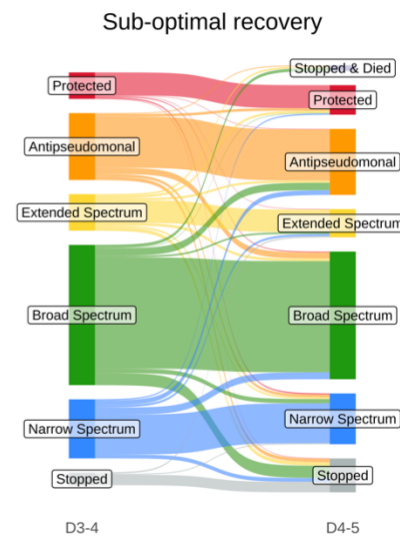 Sub-optimal recovery
Stopped & Died
Protected
Protected
Antipseudomonal
Antipseudomonal
Extended Spectrum
Extended Spectrum
Broad Spectrum
Broad Spectrum
Narrow Spectrum
Narrow Spectrum
Stopped
Stopped
D3-4
D4-5